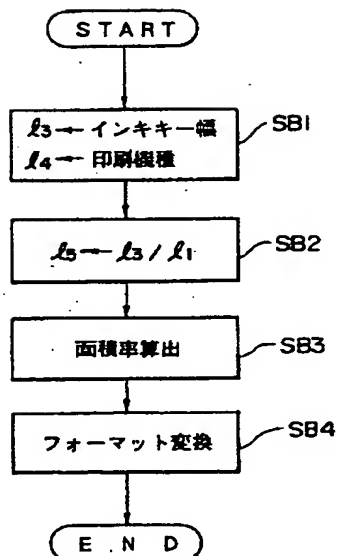 START
ℓ3←インキキー幅
ℓ4←印刷機種
SB1
ℓ5←ℓ3/ℓ1
SB2
面積率算出
SB3
フォーマット変換
SB4
END